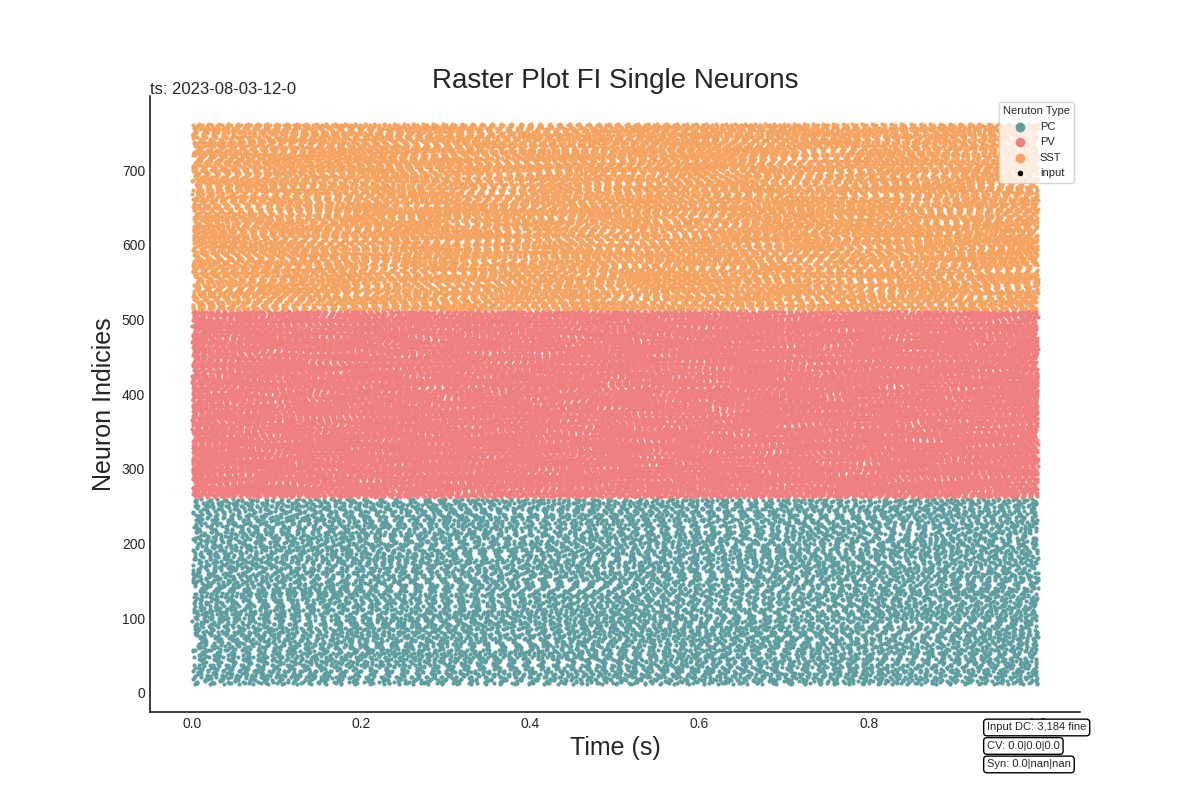 Raster Plot FI Single Neurons
ts: 2023-08-03-12-0
Neruton Type
PC
PV
SST
input
700
600
500
400
300
200
100
0
Neuron Indicies
0.0 0.2 0.4 0.6 0.8
Time (s)
Input DC: 3,184 fine
CV: 0.0|0.0|0.0
Syn: 0.0|nan|nan